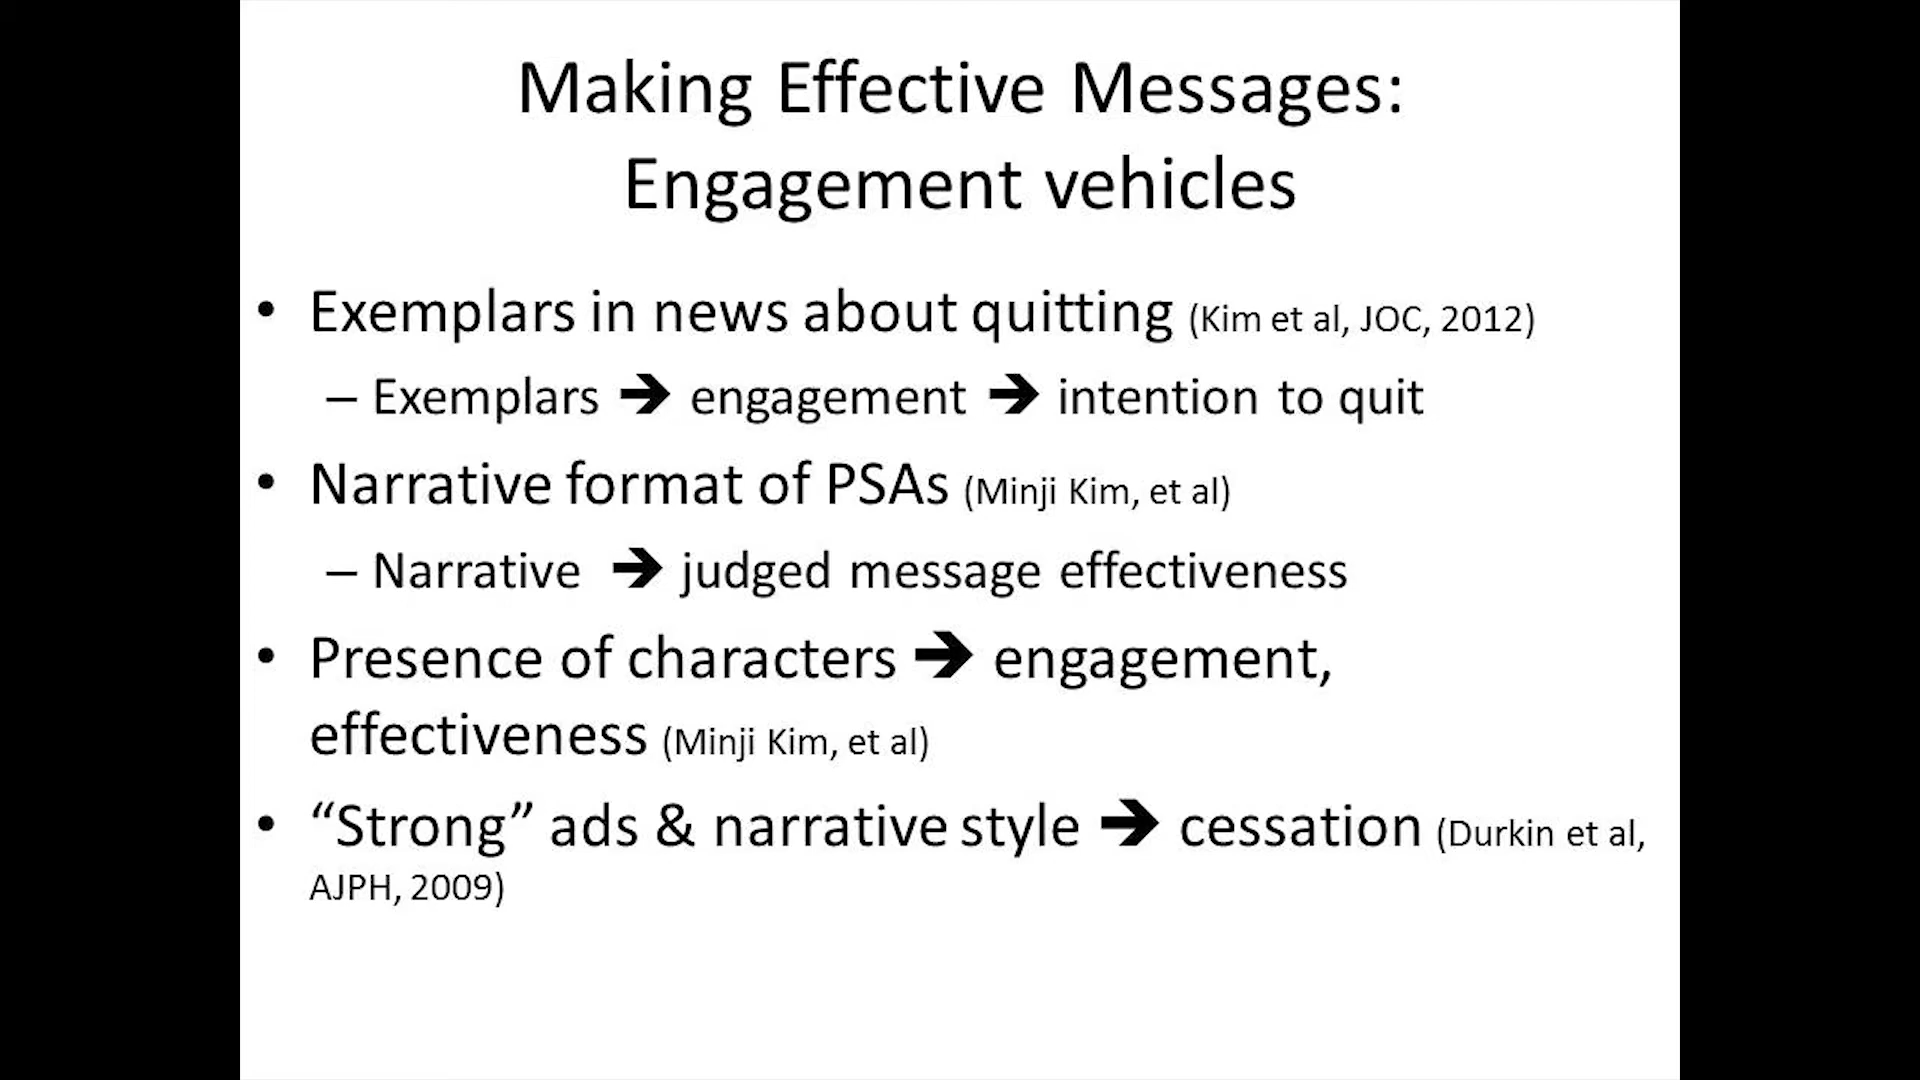 Making Effective Messages:
Engagement vehicles
• Exemplars in news about quitting (Kim et al, JOC, 2012)
– Exemplars ➔ engagement ➔ intention to quit
• Narrative format of PSAs (Minji Kim, et al)
– Narrative ➔ judged message effectiveness
• Presence of characters ➔ engagement,
effectiveness (Minji Kim, et al)
• “Strong” ads & narrative style ➔ cessation (Durkin et al,
AJPH, 2009)